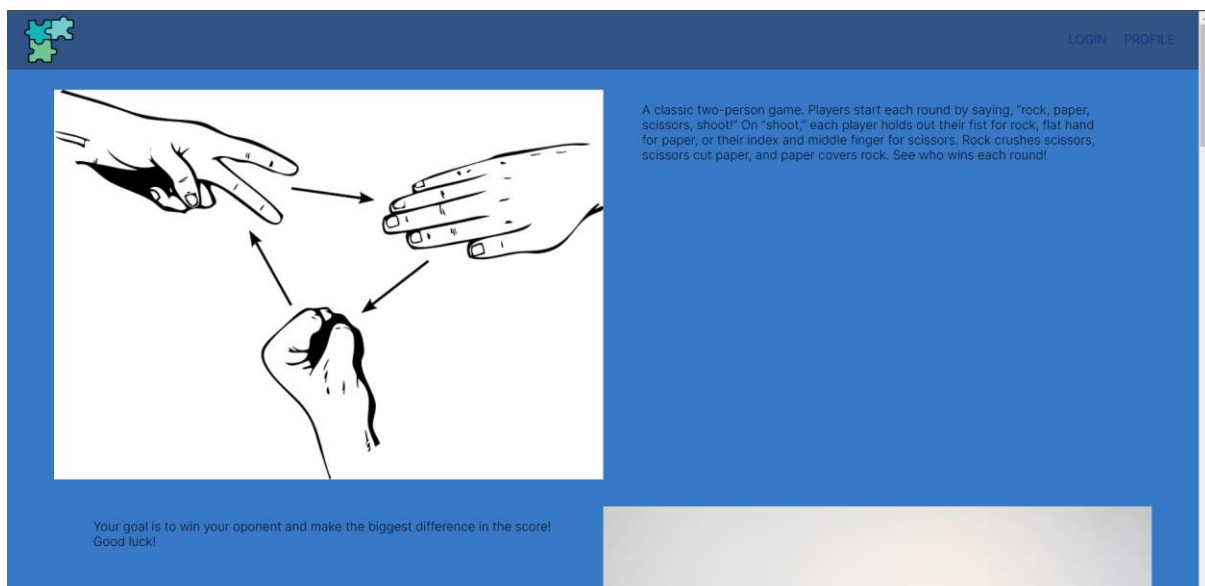 LOGIN PROFILE
A classic two-person game. Players start each round by saying, "rock, paper,
scissors, shoot!" On "shoot," each player holds out their fist for rock, flat hand
for paper, or their index and middle finger for scissors. Rock crushes scissors,
scissors cut paper, and paper covers rock. See who wins each round!
Your goal is to win your oponent and make the biggest difference in the score!
Good luck!